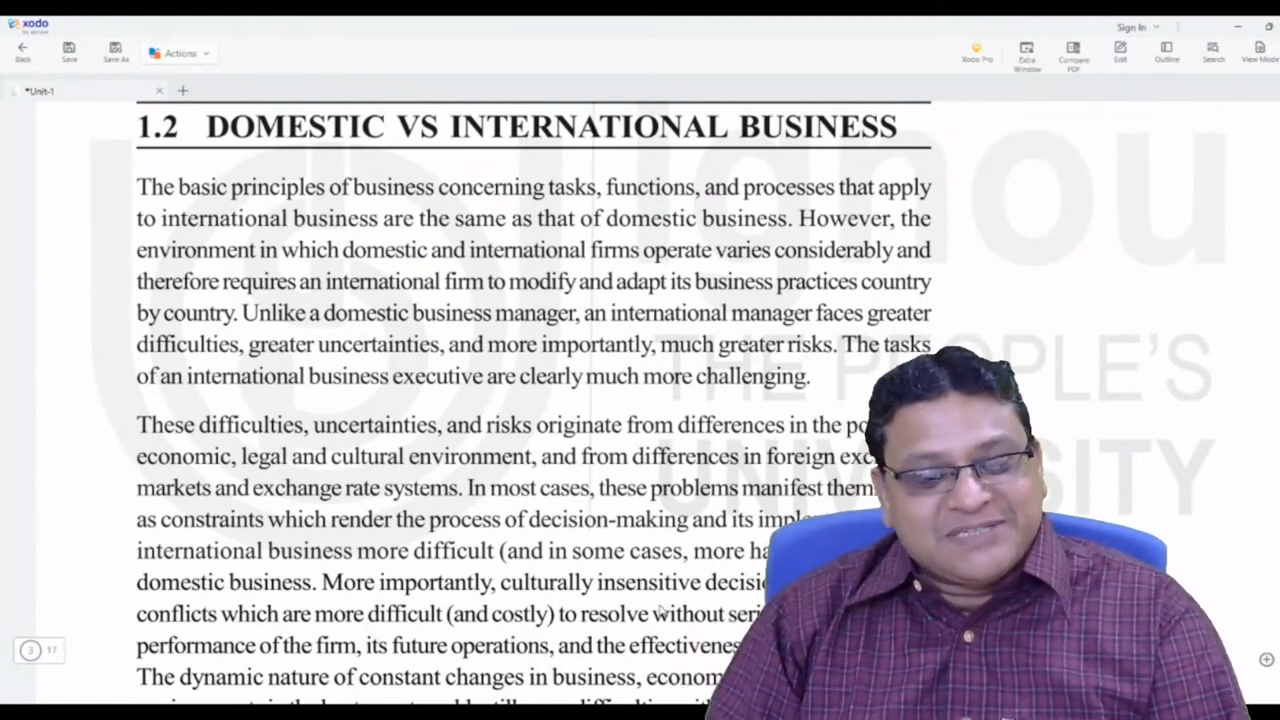 xodo
by apryse
Sign In
Back
Save
Save As
Actions
Xodo Pro
Extra Window
Compare PDF
Edit
Outline
Search
View Mode
*Unit-1
1.2 DOMESTIC VS INTERNATIONAL BUSINESS
The basic principles of business concerning tasks, functions, and processes that apply
to international business are the same as that of domestic business. However, the
environment in which domestic and international firms operate varies considerably and
therefore requires an international firm to modify and adapt its business practices country
by country. Unlike a domestic business manager, an international manager faces greater
difficulties, greater uncertainties, and more importantly, much greater risks. The tasks
of an international business executive are clearly much more challenging.
These difficulties, uncertainties, and risks originate from differences in the
economic, legal and cultural environment, and from differences in foreign
markets and exchange rate systems. In most cases, these problems manifest
as constraints which render the process of decision-making and its
international business more difficult (and in some cases, more
domestic business. More importantly, culturally insensitive
conflicts which are more difficult (and costly) to resolve without
performance of the firm, its future operations, and the
The dynamic nature of constant changes in business,
ignou
THE PEOPLE'S
UNIVERSITY
3 17